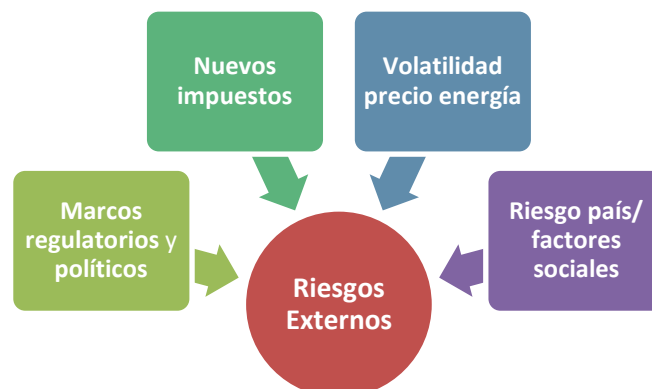 Nuevos
impuestos
Volatilidad
precio energía
Marcos
regulatorios y
políticos
Riesgo país/
factores
sociales
Riesgos
Externos